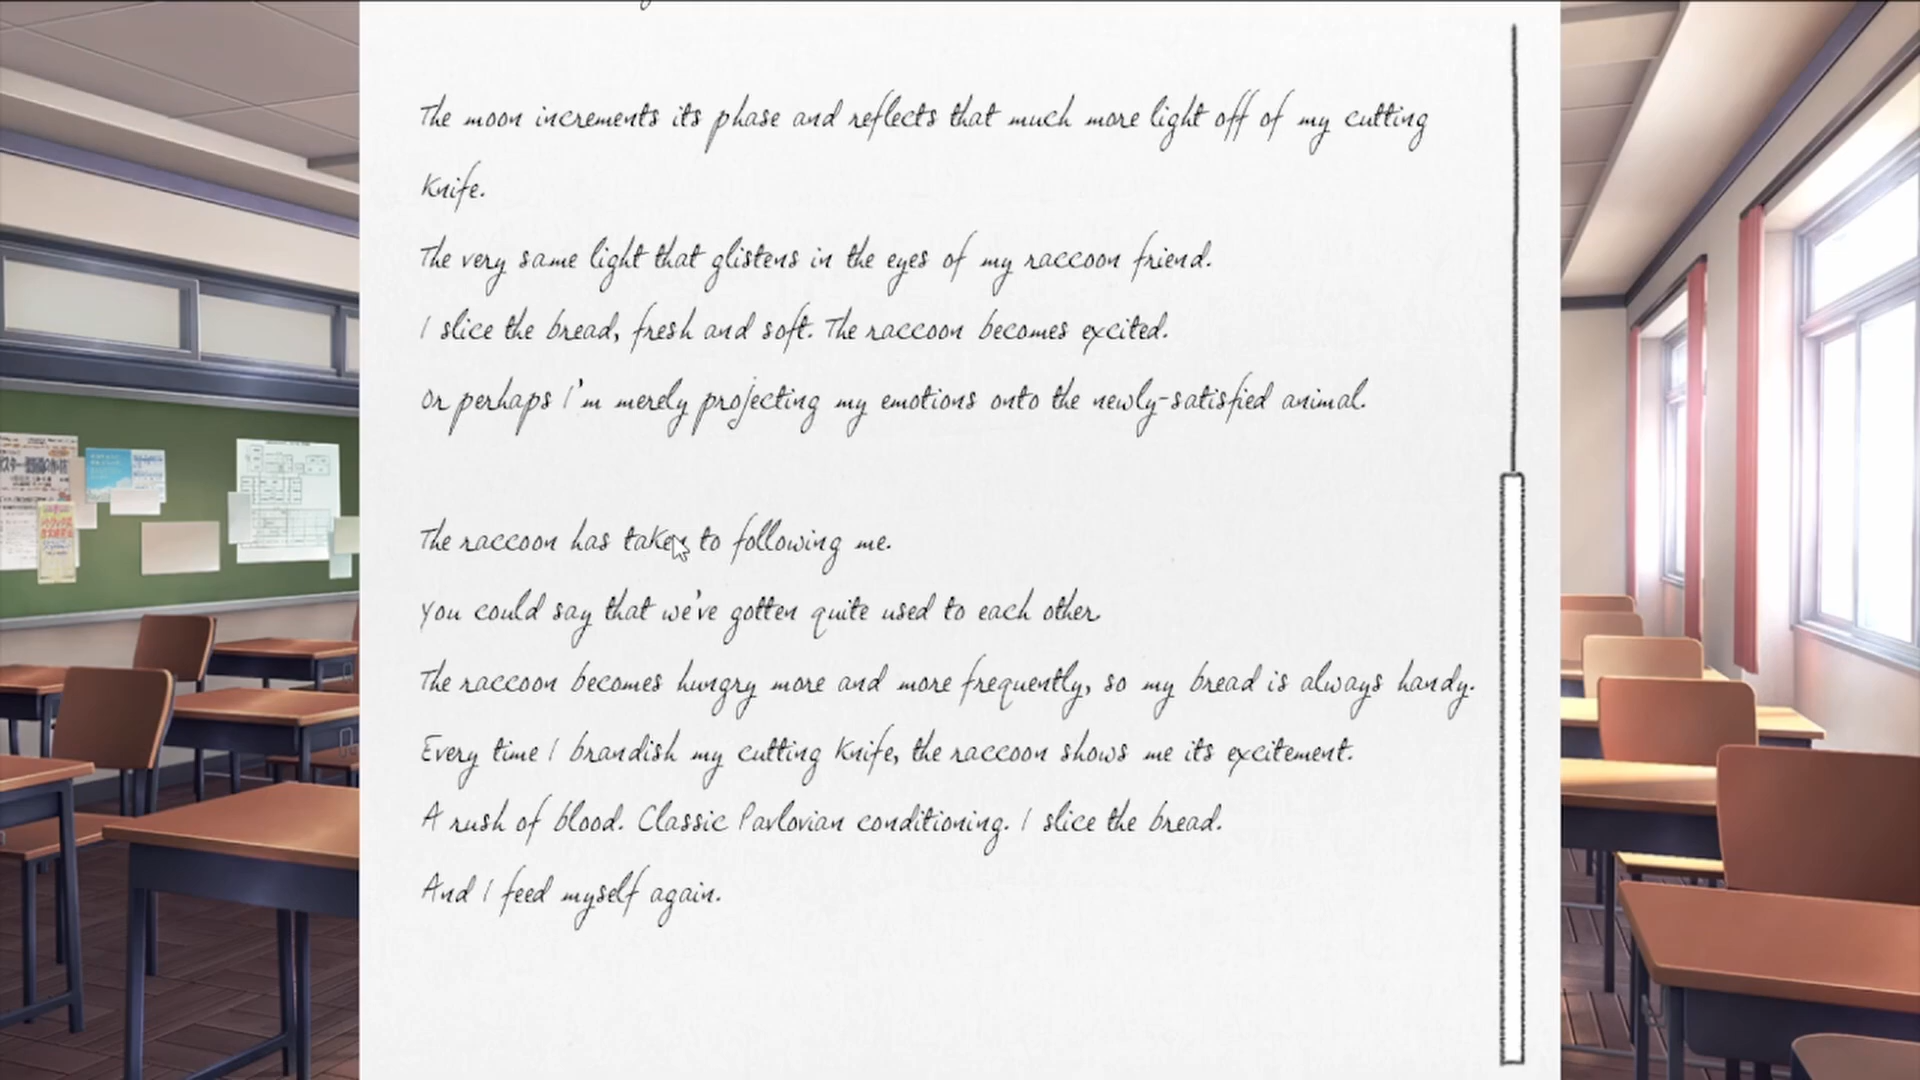 The moon increments its phase and reflects that much more light off of my cutting
knife.
The very same light that glistens in the eyes of my raccoon friend.
I slice the bread, fresh and soft. The raccoon becomes excited.
Or perhaps I'm merely projecting my emotions onto the newly-satisfied animal.
The raccoon has taken to following me.
You could say that we've gotten quite used to each other.
The raccoon becomes hungry more and more frequently, so my bread is always handy.
Every time I brandish my cutting knife, the raccoon shows me its excitement.
A rush of blood. Classic Pavlovian conditioning. I slice the bread.
And I feed myself again.